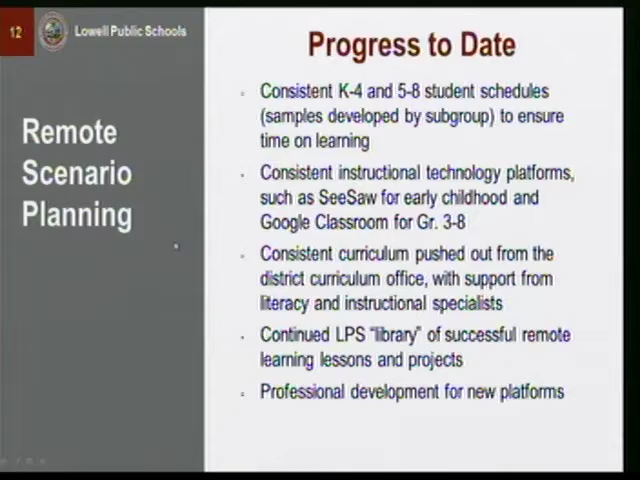 12
Lowell Public Schools
Progress to Date
Remote
Scenario
Planning
Consistent K-4 and 5-8 student schedules
(samples developed by subgroup) to ensure
time on learning
Consistent instructional technology platforms,
such as SeeSaw for early childhood and
Google Classroom for Gr. 3-8
Consistent curriculum pushed out from the
district curriculum office, with support from
literacy and instructional specialists
Continued LPS “library” of successful remote
learning lessons and projects
Professional development for new platforms